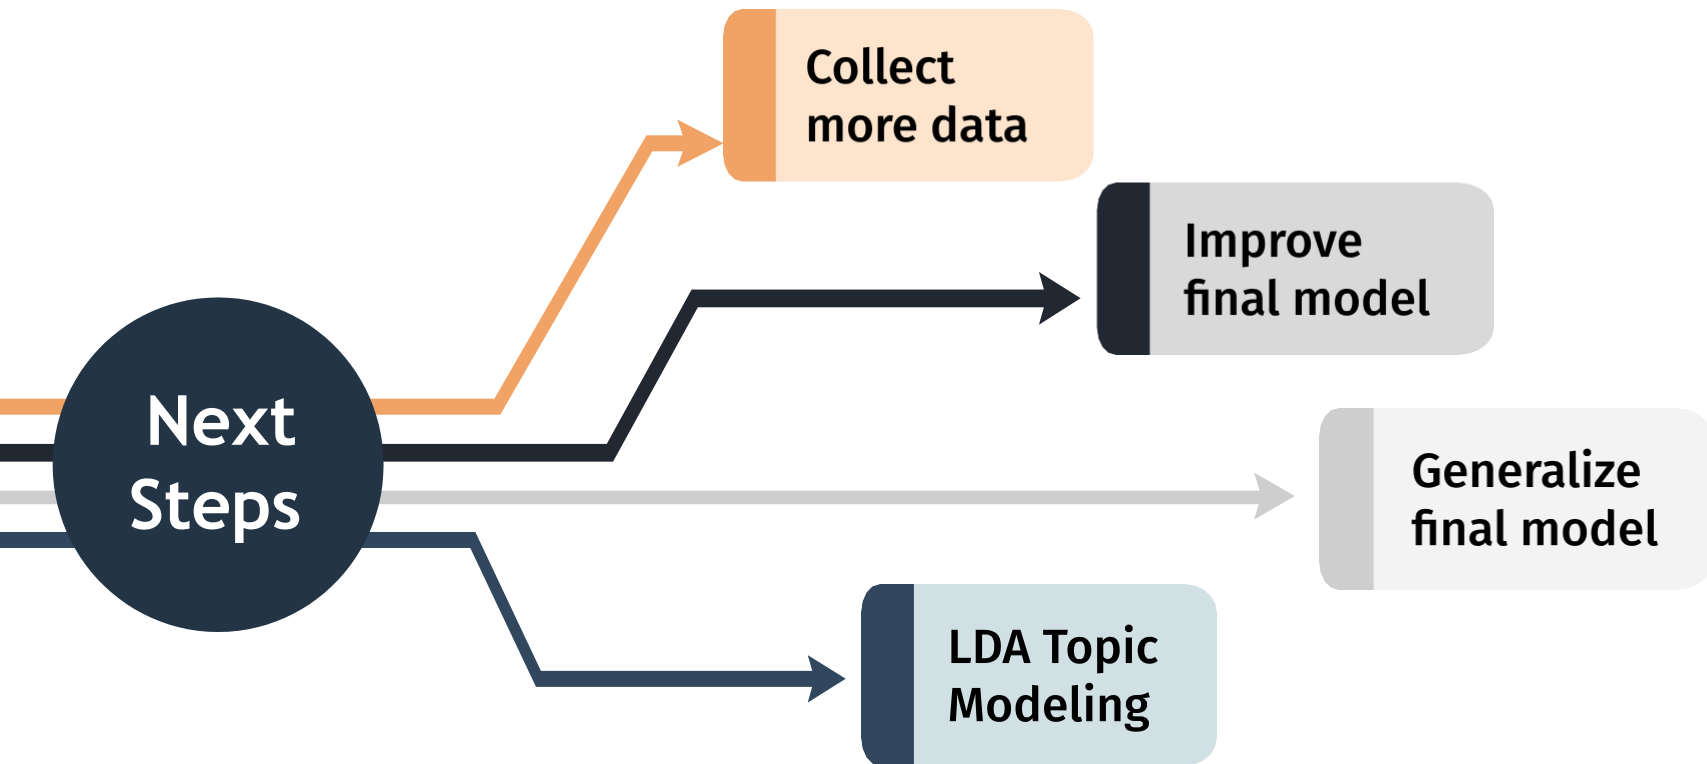 Next
Steps
Collect
more data
Improve
final model
Generalize
final model
LDA Topic
Modeling